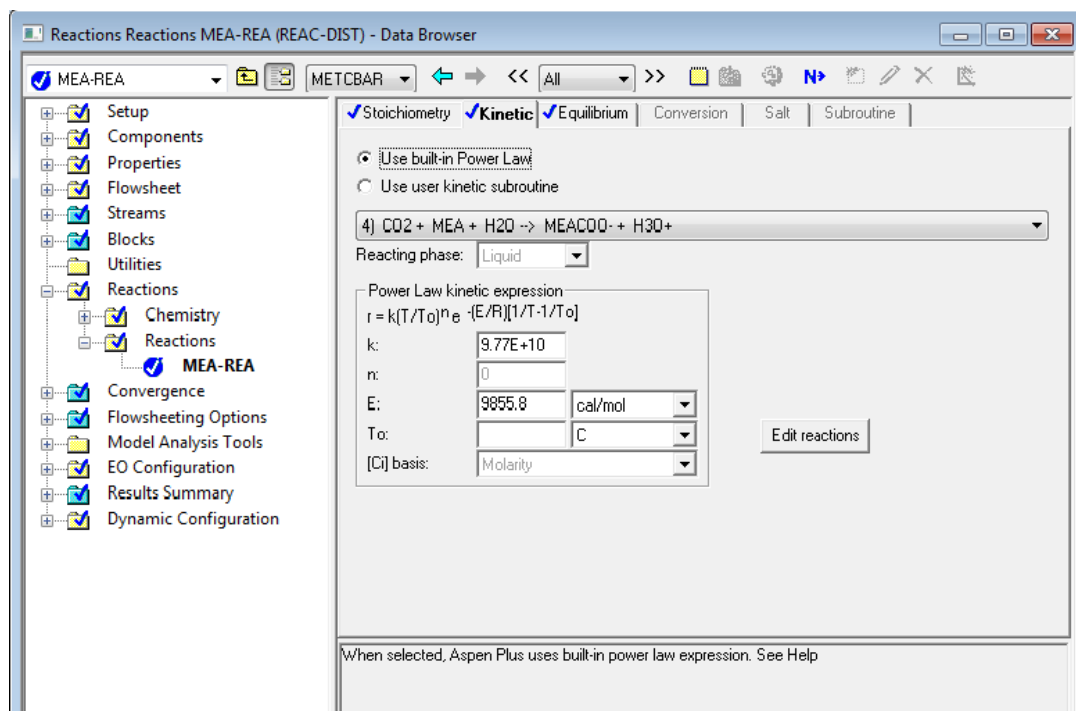 Reactions Reactions MEA-REA (REAC-DIST) - Data Browser
MEA-REA
METCBAR
<<
All
>>
N>
Setup
Components
Properties
Flowsheet
Streams
Blocks
Utilities
Reactions
Chemistry
Reactions
MEA-REA
Convergence
Flowsheeting Options
Model Analysis Tools
EO Configuration
Results Summary
Dynamic Configuration
Stoichiometry Kinetic Equilibrium Conversion Salt Subroutine
Use built-in Power Law
Use user kinetic subroutine
4) CO2 + MEA + H2O --> MEACOO- + H3O+
Reacting phase: Liquid
Power Law kinetic expression
r = k(T/To)^n e^-(E/R)[1/T-1/To]
k: 9.77E+10
n: 0
E: 9855.8 cal/mol
To: C
[Ci] basis: Molarity
Edit reactions
When selected, Aspen Plus uses built-in power law expression. See Help